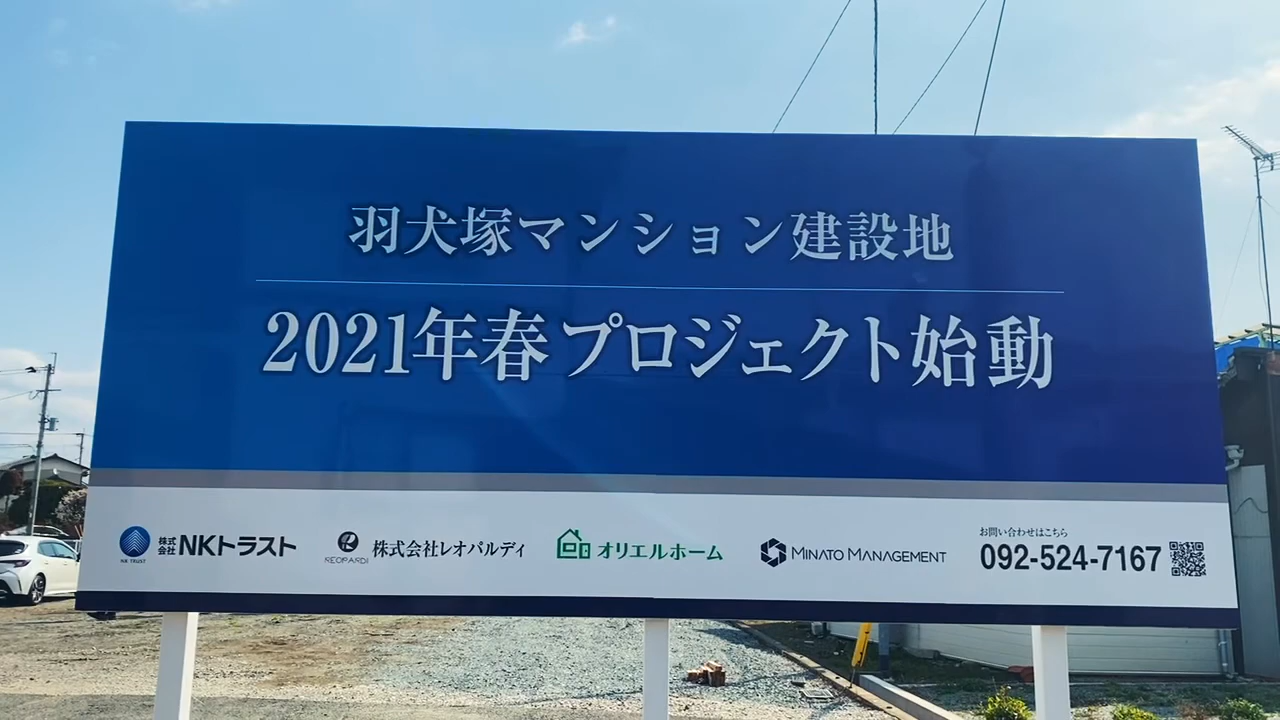 羽犬塚マンション建設地
2021年春プロジェクト始動
株式会社 NKトラスト
NK TRUST
REOPARDI
株式会社レオパルディ
オリエルホーム
MINATO MANAGEMENT
お問い合わせはこちら
092-524-7167